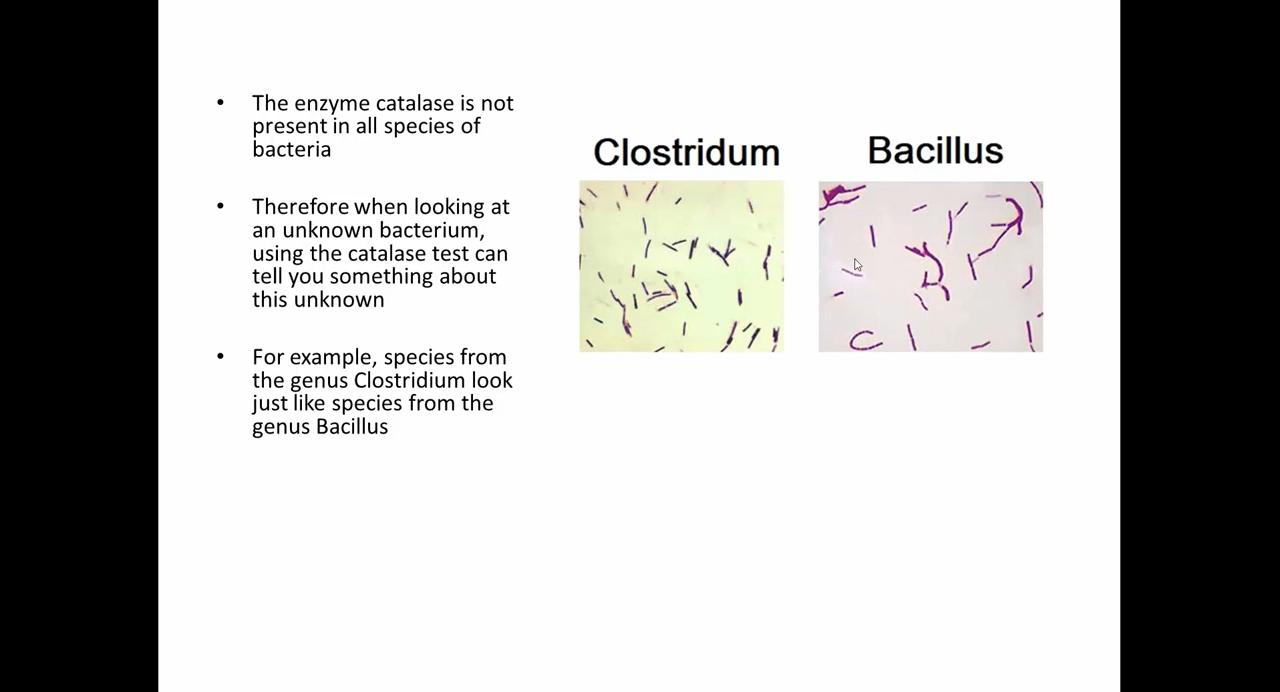 • The enzyme catalase is not
present in all species of
bacteria
• Therefore when looking at
an unknown bacterium,
using the catalase test can
tell you something about
this unknown
• For example, species from
the genus Clostridium look
just like species from the
genus Bacillus
Clostridum
Bacillus